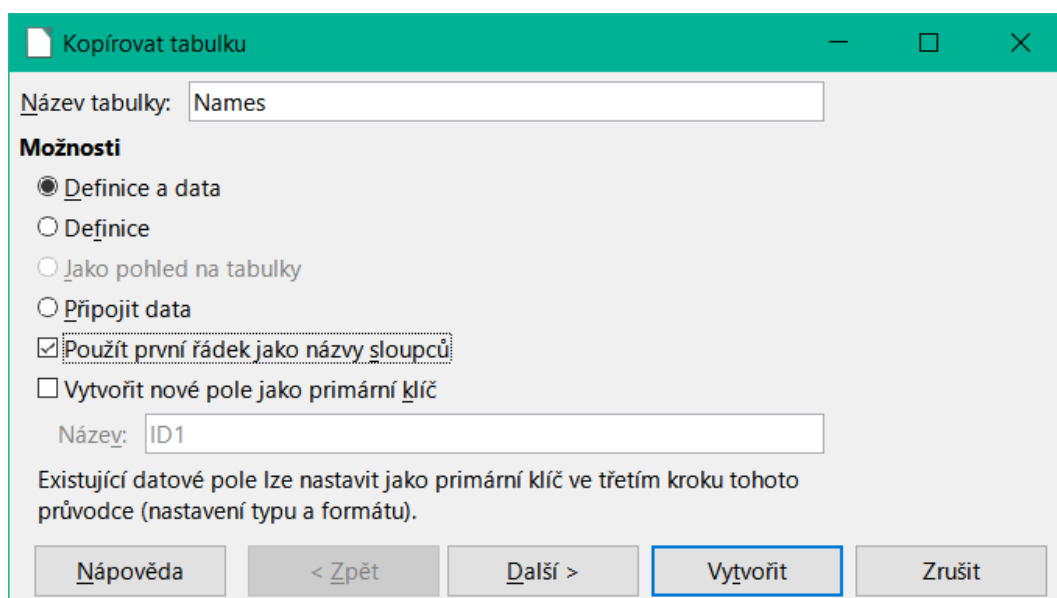 Kopírovat tabulku
Název tabulky: Names
Možnosti
Definice a data
Definice
Jako pohled na tabulky
Připojit data
Použít první řádek jako názvy sloupců
Vytvořit nové pole jako primární klíč
Název: ID1
Existující datové pole lze nastavit jako primární klíč ve třetím kroku tohoto
průvodce (nastavení typu a formátu).
Nápověda < Zpět Další > Vytvořit Zrušit